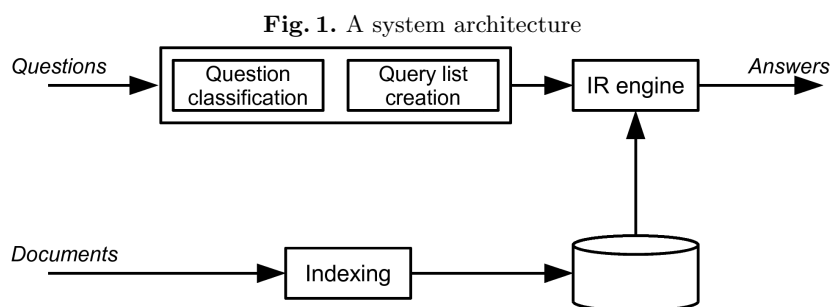 Fig. 1. A system architecture
Questions
Question
classification
Query list
creation
IR engine
Answers
Documents
Indexing